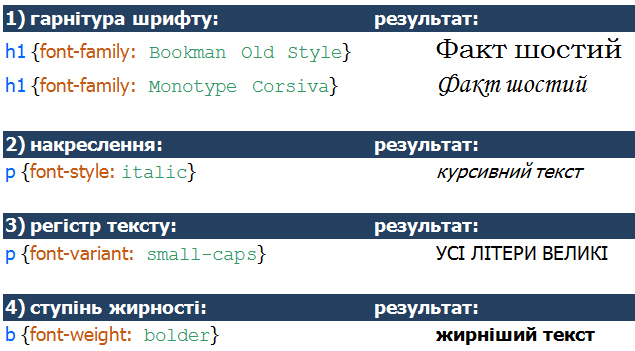 1) гарнітура шрифту: результат:
h1 {font-family: Bookman Old Style} Факт шостий
h1 {font-family: Monotype Corsiva} Факт шостий
2) накреслення: результат:
p {font-style: italic} курсивний текст
3) регістр тексту: результат:
p {font-variant: small-caps} УСІ ЛІТЕРИ ВЕЛИКІ
4) ступінь жирності: результат:
b {font-weight: bolder} жирніший текст